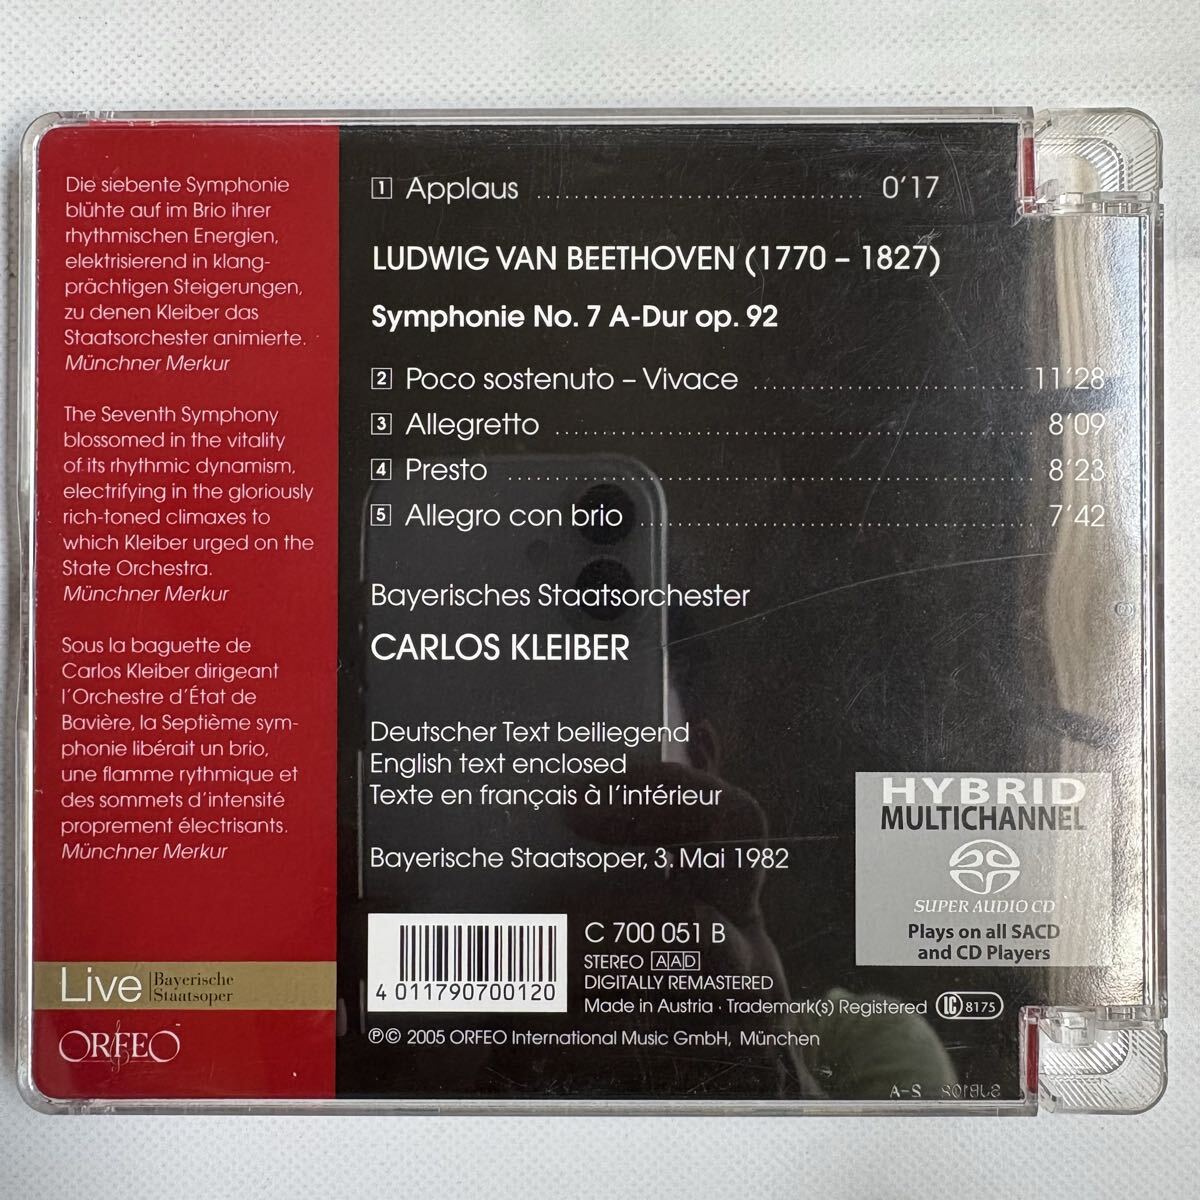 Die siebente Symphonie
blühte auf im Brio ihrer
rhythmischen Energien,
elektrisierend in klang-
prächtigen Steigerungen,
zu denen Kleiber das
Staatsorchester animierte.
Münchner Merkur
The Seventh Symphony
blossomed in the vitality
of its rhythmic dynamism,
electrifying in the gloriously
rich-toned climaxes to
which Kleiber urged on the
State Orchestra.
Münchner Merkur
Sous la baguette de
Carlos Kleiber dirigeant
l'Orchestre d'État de
Bavière, la Septième sym-
phonie libérait un brio,
une flamme rythmique et
des sommets d'intensité
proprement électrisants.
Münchner Merkur
Live Bayerische
Staatsoper
ORFEO
1 Applaus 0'17
LUDWIG VAN BEETHOVEN (1770 – 1827)
Symphonie No. 7 A-Dur op. 92
2 Poco sostenuto – Vivace 11'28
3 Allegretto 8'09
4 Presto 8'23
5 Allegro con brio 7'42
Bayerisches Staatsorchester
CARLOS KLEIBER
Deutscher Text beiliegend
English text enclosed
Texte en français à l'intérieur
Bayerische Staatsoper, 3. Mai 1982
HYBRID
MULTICHANNEL
SUPER AUDIO CD
Plays on all SACD
and CD Players
4 011790 700120
C 700 051 B
STEREO AAD
DIGITALLY REMASTERED
Made in Austria · Trademark(s) Registered LC 8175
℗© 2005 ORFEO International Music GmbH, München
SJB108 2-A